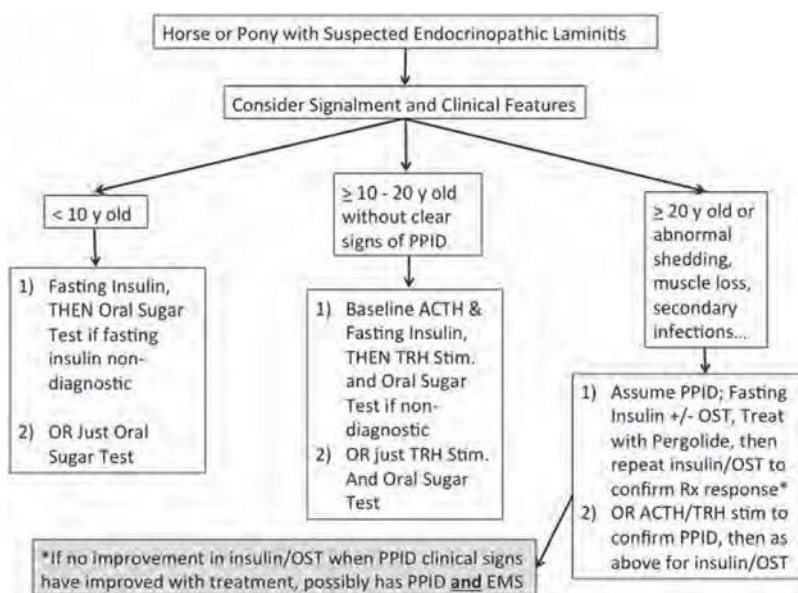 Horse or Pony with Suspected Endocrinopathic Laminitis
Consider Signalment and Clinical Features
< 10 y old
≥ 10 - 20 y old
without clear
signs of PPID
≥ 20 y old or
abnormal
shedding,
muscle loss,
secondary
infections....
1) Fasting Insulin,
THEN Oral Sugar
Test if fasting
insulin non-
diagnostic
2) OR Just Oral
Sugar Test
1) Baseline ACTH &
Fasting Insulin,
THEN TRH Stim.
and Oral Sugar
Test if non-
diagnostic
2) OR just TRH Stim.
And Oral Sugar
Test
1) Assume PPID; Fasting
Insulin +/- OST, Treat
with Pergolide, then
repeat insulin/OST to
confirm Rx response*
2) OR ACTH/TRH stim to
confirm PPID, then as
above for insulin/OST
*If no improvement in insulin/OST when PPID clinical signs
have improved with treatment, possibly has PPID and EMS